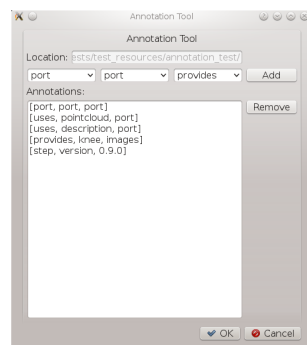 Annotation Tool
Annotation Tool
Location: ests/test_resources/annotation_test/
port port provides Add
Annotations:
Remove
[port, port, port]
[uses, pointcloud, port]
[uses, description, port]
[provides, knee, images]
[step, version, 0.9.0]
OK Cancel